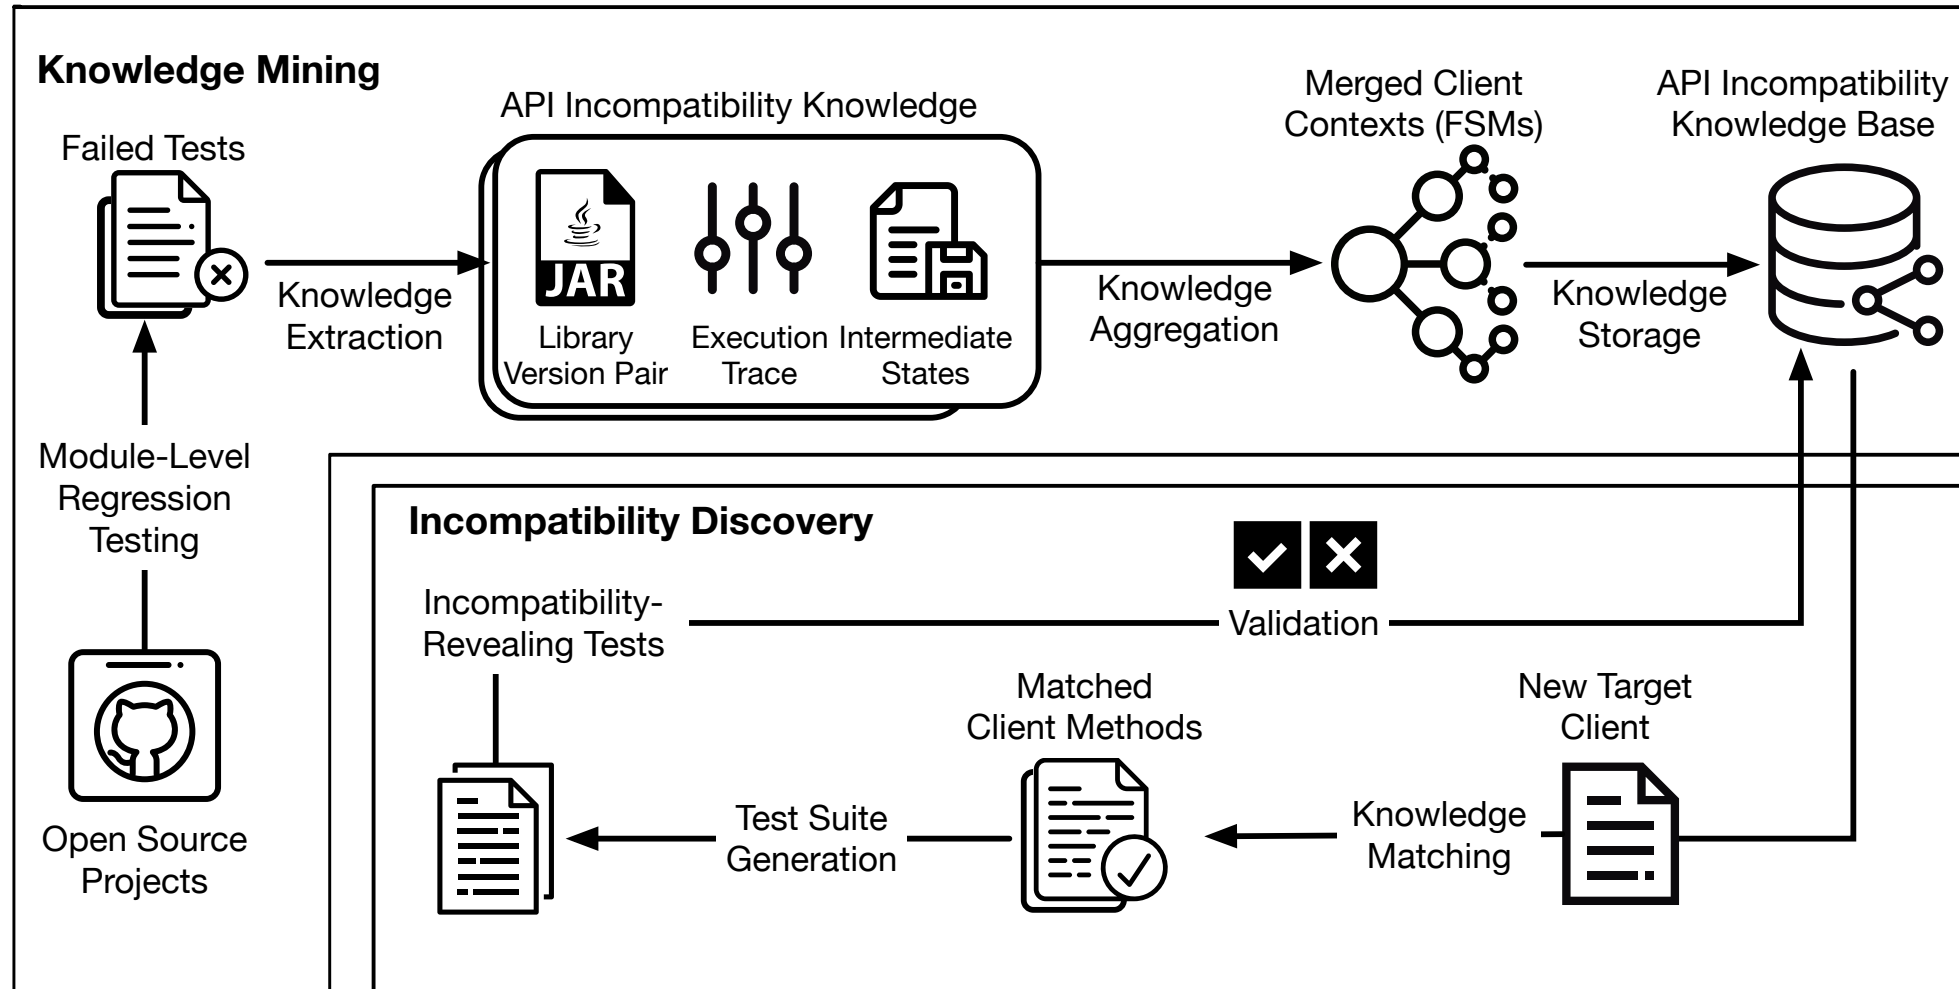 Knowledge Mining
Failed Tests
API Incompatibility Knowledge
Merged Client
Contexts (FSMs)
API Incompatibility
Knowledge Base
JAR
Knowledge
Extraction
Library
Version Pair
Execution
Trace
Intermediate
States
Knowledge
Aggregation
Knowledge
Storage
Module-Level
Regression
Testing
Open Source
Projects
Incompatibility Discovery
Incompatibility-
Revealing Tests
Validation
Matched
Client Methods
New Target
Client
Test Suite
Generation
Knowledge
Matching